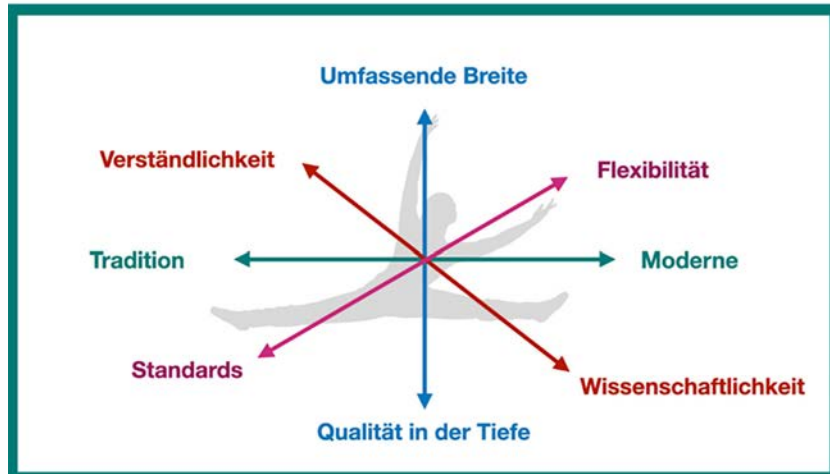 Umfassende Breite
Verständlichkeit
Flexibilität
Tradition
Moderne
Standards
Wissenschaftlichkeit
Qualität in der Tiefe